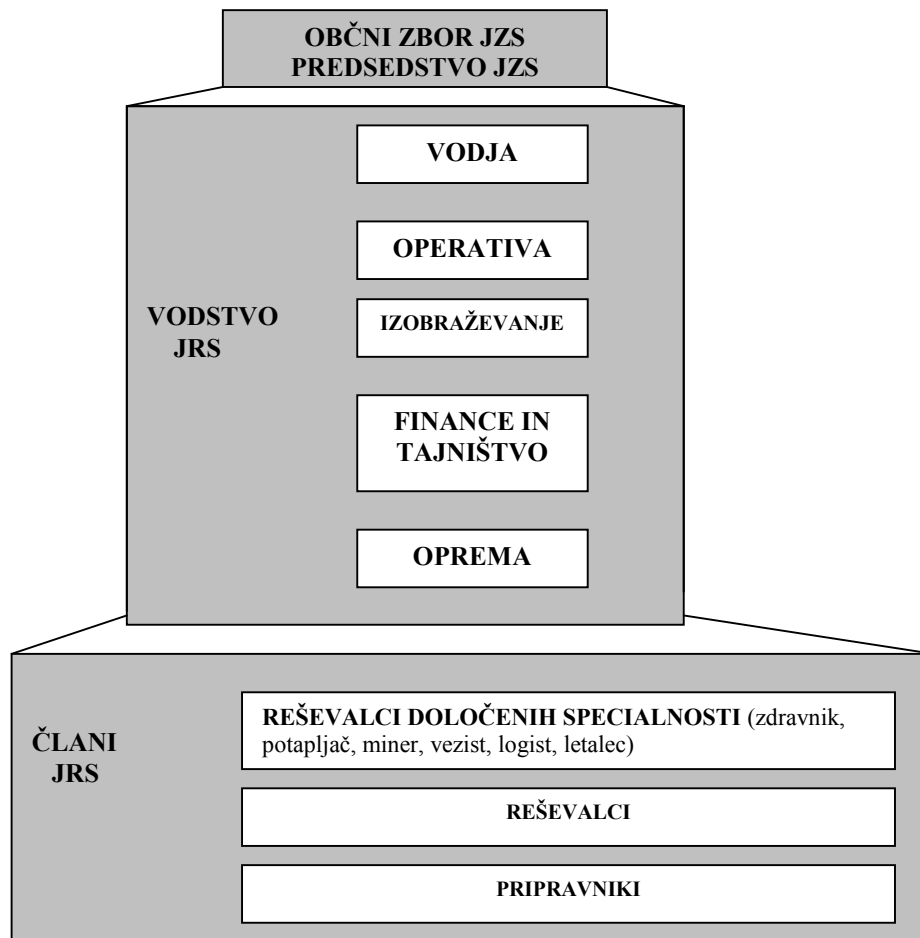 OBČNI ZBOR JZS
PREDSEDSTVO JZS
VODSTVO
JRS
VODJA
OPERATIVA
IZOBRAŽEVANJE
FINANCE IN
TAJNIŠTVO
OPREMA
ČLANI
JRS
REŠEVALCI DOLOČENIH SPECIALNOSTI (zdravnik,
potapljač, miner, vezist, logist, letalec)
REŠEVALCI
PRIPRAVNIKI